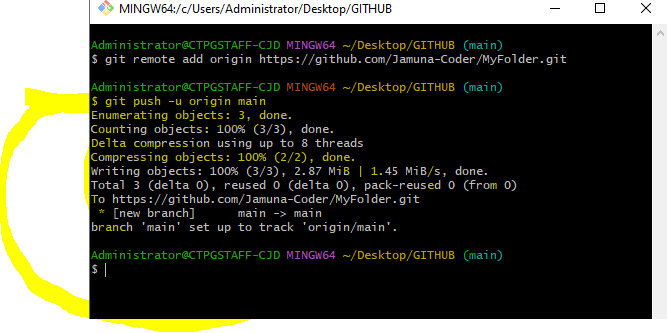 MINGW64:/c/Users/Administrator/Desktop/GITHUB
Administrator@CTPGSTAFF-CJD MINGW64 ~/Desktop/GITHUB (main)
$ git remote add origin https://github.com/Jamuna-Coder/MyFolder.git
Administrator@CTPGSTAFF-CJD MINGW64 ~/Desktop/GITHUB (main)
$ git push -u origin main
Enumerating objects: 3, done.
Counting objects: 100% (3/3), done.
Delta compression using up to 8 threads
Compressing objects: 100% (2/2), done.
Writing objects: 100% (3/3), 2.87 MiB | 1.45 MiB/s, done.
Total 3 (delta 0), reused 0 (delta 0), pack-reused 0 (from 0)
To https://github.com/Jamuna-Coder/MyFolder.git
 * [new branch]      main -> main
branch 'main' set up to track 'origin/main'.
Administrator@CTPGSTAFF-CJD MINGW64 ~/Desktop/GITHUB (main)
$